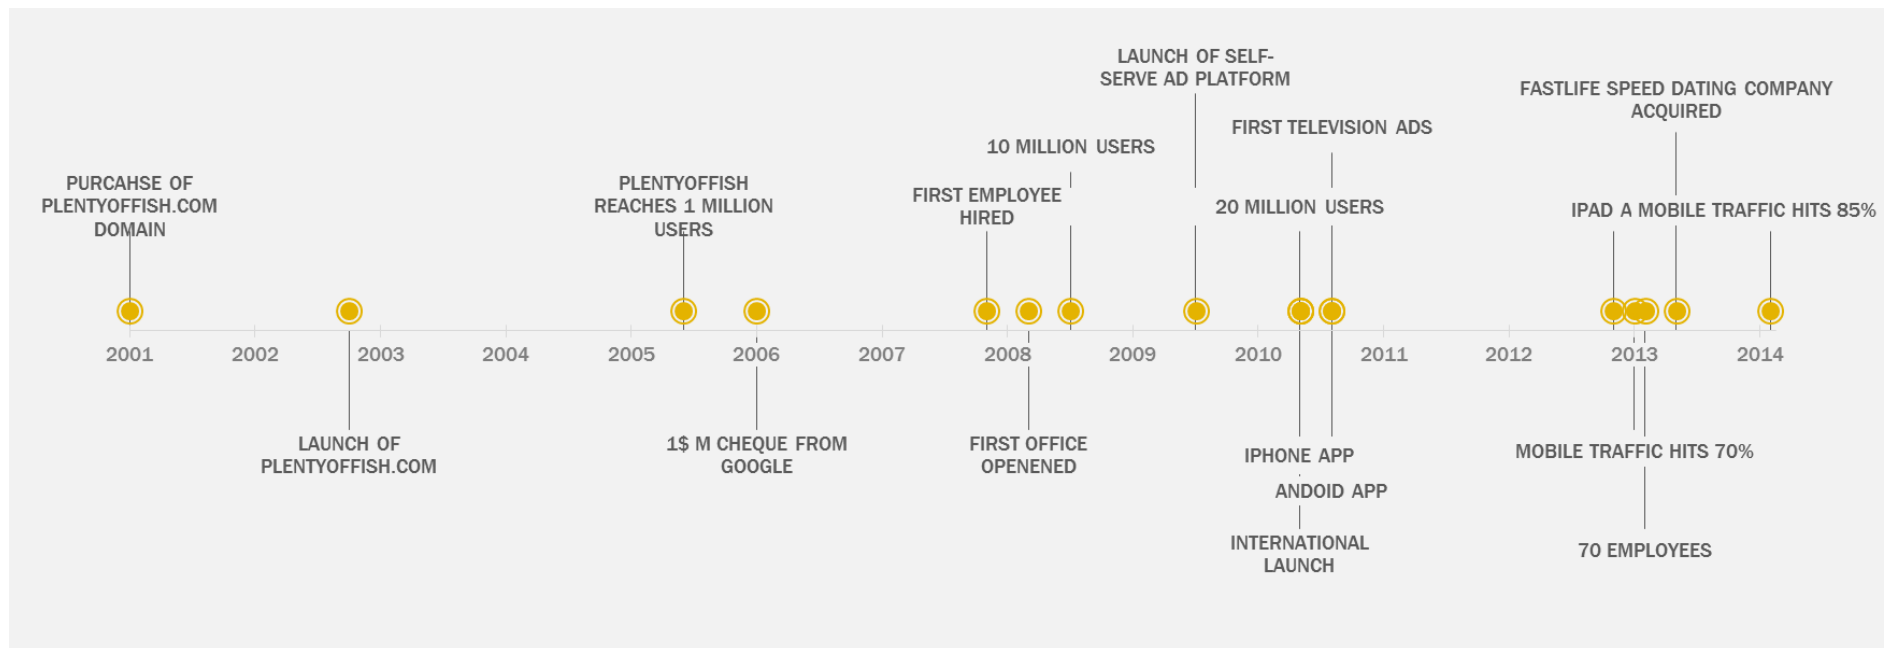 LAUNCH OF SELF-
SERVE AD PLATFORM
FASTLIFE SPEED DATING COMPANY
ACQUIRED
FIRST TELEVISION ADS
10 MILLION USERS
PURCAHSE OF
PLENTYOFFISH.COM
DOMAIN
PLENTYOFFISH
REACHES 1 MILLION
USERS
FIRST EMPLOYEE
HIRED
20 MILLION USERS
IPAD A MOBILE TRAFFIC HITS 85%
2001 2002 2003 2004 2005 2006 2007 2008 2009 2010 2011 2012 2013 2014
LAUNCH OF
PLENTYOFFISH.COM
1$ M CHEQUE FROM
GOOGLE
FIRST OFFICE
OPENENED
IPHONE APP
ANDOID APP
INTERNATIONAL
LAUNCH
MOBILE TRAFFIC HITS 70%
70 EMPLOYEES